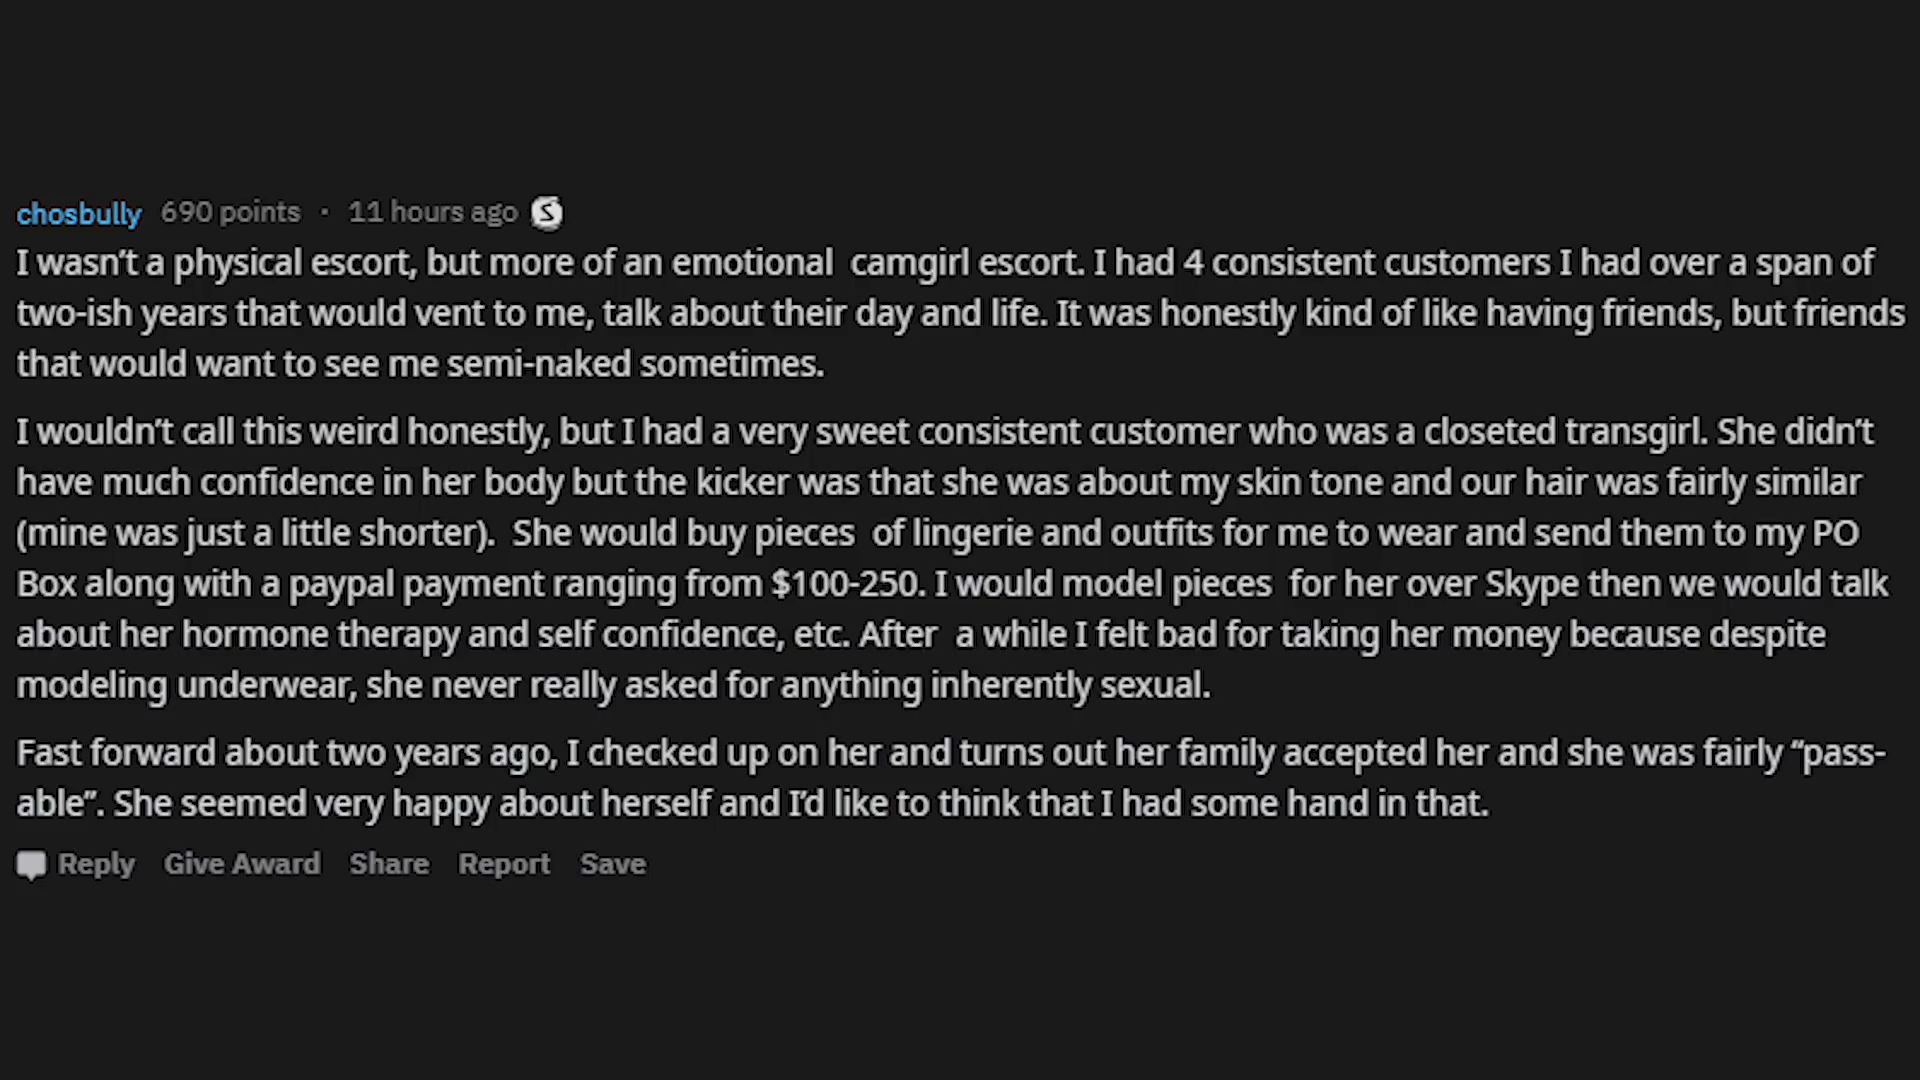 chosbully 690 points · 11 hours ago S
I wasn’t a physical escort, but more of an emotional camgirl escort. I had 4 consistent customers I had over a span of
two-ish years that would vent to me, talk about their day and life. It was honestly kind of like having friends, but friends
that would want to see me semi-naked sometimes.
I wouldn’t call this weird honestly, but I had a very sweet consistent customer who was a closeted transgirl. She didn’t
have much confidence in her body but the kicker was that she was about my skin tone and our hair was fairly similar
(mine was just a little shorter). She would buy pieces of lingerie and outfits for me to wear and send them to my PO
Box along with a paypal payment ranging from $100-250. I would model pieces for her over Skype then we would talk
about her hormone therapy and self confidence, etc. After a while I felt bad for taking her money because despite
modeling underwear, she never really asked for anything inherently sexual.
Fast forward about two years ago, I checked up on her and turns out her family accepted her and she was fairly “pass-
able”. She seemed very happy about herself and I’d like to think that I had some hand in that.
Reply Give Award Share Report Save